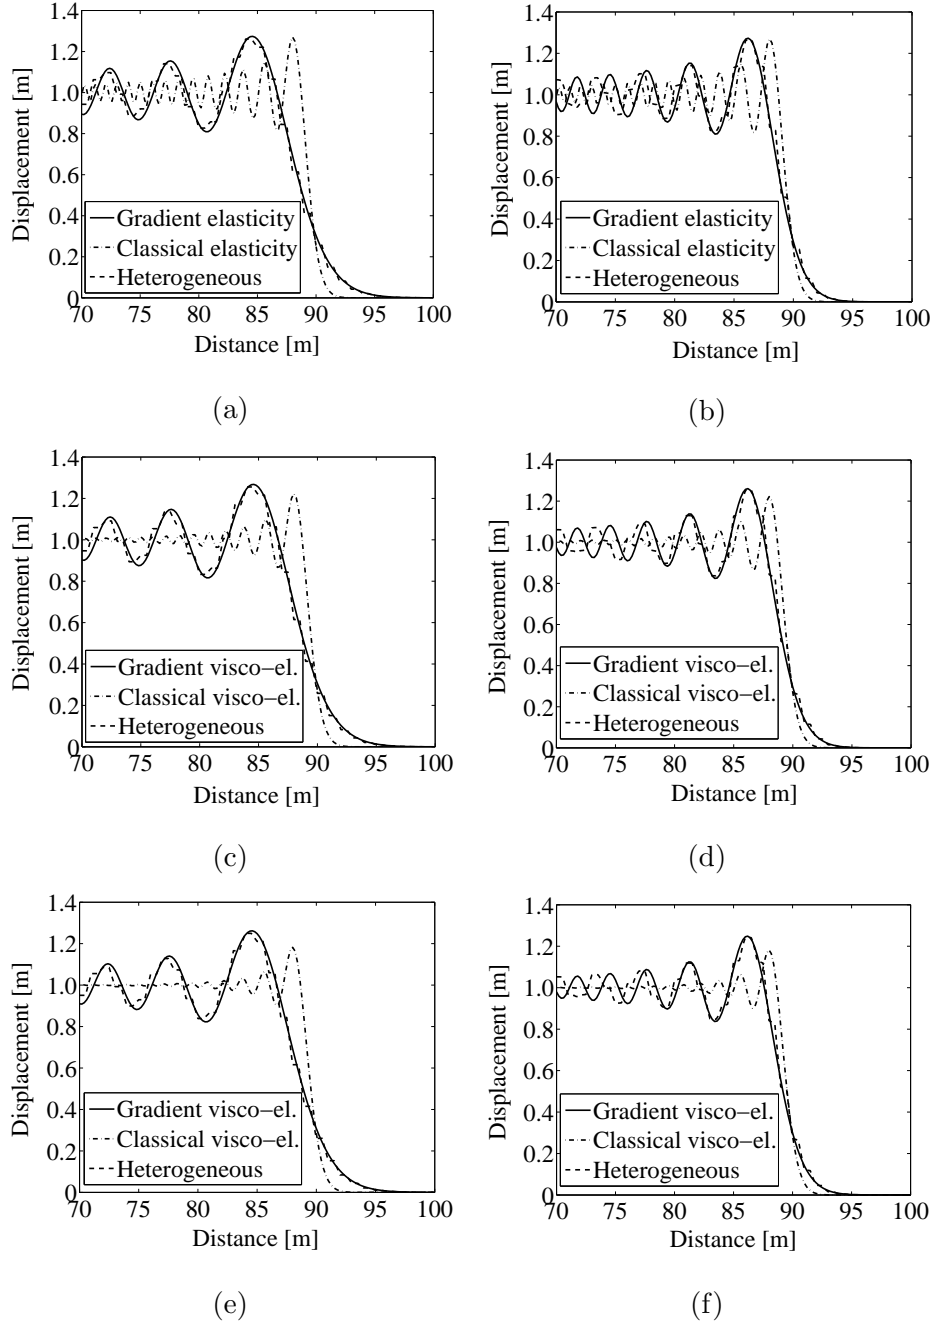 1.4
1.2
1.0
0.8
0.6
0.4
0.2
0
Displacement [m]
Gradient elasticity
Classical elasticity
Heterogeneous
70 75 80 85 90 95 100
Distance [m]
(a)
1.4
1.2
1.0
0.8
0.6
0.4
0.2
0
Displacement [m]
Gradient elasticity
Classical elasticity
Heterogeneous
70 75 80 85 90 95 100
Distance [m]
(b)
1.4
1.2
1.0
0.8
0.6
0.4
0.2
0
Displacement [m]
Gradient visco−el.
Classical visco−el.
Heterogeneous
70 75 80 85 90 95 100
Distance [m]
(c)
1.4
1.2
1.0
0.8
0.6
0.4
0.2
0
Displacement [m]
Gradient visco−el.
Classical visco−el.
Heterogeneous
70 75 80 85 90 95 100
Distance [m]
(d)
1.4
1.2
1.0
0.8
0.6
0.4
0.2
0
Displacement [m]
Gradient visco−el.
Classical visco−el.
Heterogeneous
70 75 80 85 90 95 100
Distance [m]
(e)
1.4
1.2
1.0
0.8
0.6
0.4
0.2
0
Displacement [m]
Gradient visco−el.
Classical visco−el.
Heterogeneous
70 75 80 85 90 95 100
Distance [m]
(f)